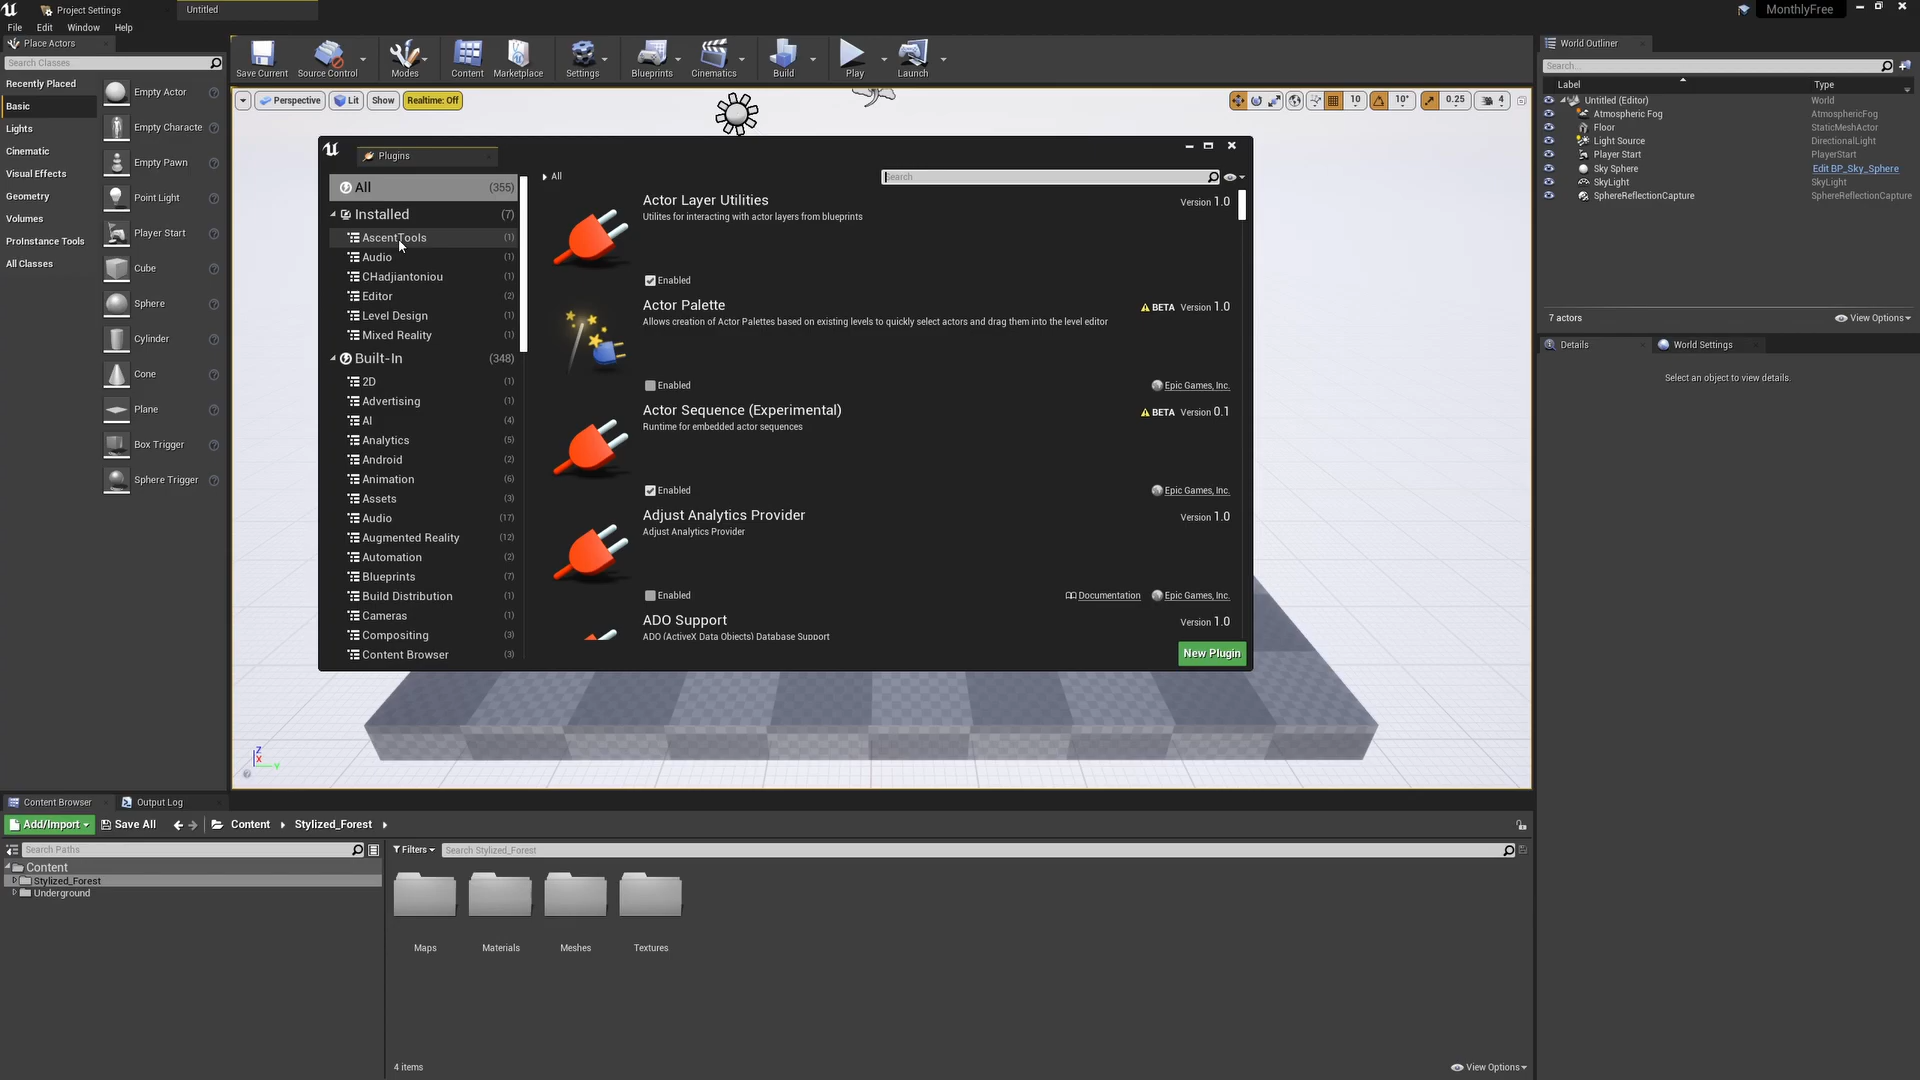 Project Settings
Untitled
MonthlyFree
File Edit Window Help
Place Actors
Search Classes
Recently Placed
Basic
Lights
Cinematic
Visual Effects
Geometry
Volumes
ProInstance Tools
All Classes
Empty Actor
Empty Characte
Empty Pawn
Point Light
Player Start
Cube
Sphere
Cylinder
Cone
Plane
Box Trigger
Sphere Trigger
Save Current
Source Control
Modes
Content
Marketplace
Settings
Blueprints
Cinematics
Build
Play
Launch
Perspective
Lit
Show
Realtime: Off
10
10°
0.25
4
Plugins
All (355)
Installed (7)
AscentTools (1)
Audio (1)
CHadjiantoniou (1)
Editor (2)
Level Design (1)
Mixed Reality (1)
Built-In (348)
2D (1)
Advertising (1)
AI (4)
Analytics (5)
Android (2)
Animation (6)
Assets (3)
Audio (17)
Augmented Reality (12)
Automation (2)
Blueprints (7)
Build Distribution (1)
Cameras (1)
Compositing (3)
Content Browser (3)
All
Search
Actor Layer Utilities
Version 1.0
Utilites for interacting with actor layers from blueprints
Enabled
Actor Palette
BETA Version 1.0
Allows creation of Actor Palettes based on existing levels to quickly select actors and drag them into the level editor
Enabled
Epic Games, Inc.
Actor Sequence (Experimental)
BETA Version 0.1
Runtime for embedded actor sequences
Enabled
Epic Games, Inc.
Adjust Analytics Provider
Version 1.0
Adjust Analytics Provider
Enabled
Documentation
Epic Games, Inc.
ADO Support
Version 1.0
ADO (ActiveX Data Objects) Database Support
New Plugin
Z
X
Y
World Outliner
Search...
Label Type
Untitled (Editor) World
Atmospheric Fog AtmosphericFog
Floor StaticMeshActor
Light Source DirectionalLight
Player Start PlayerStart
Sky Sphere Edit BP_Sky_Sphere
SkyLight SkyLight
SphereReflectionCapture SphereReflectionCapture
7 actors
View Options
Details
World Settings
Select an object to view details.
Content Browser
Output Log
Add/Import
Save All
Content
Stylized_Forest
Search Paths
Content
Stylized_Forest
Underground
Filters
Search Stylized_Forest
Maps
Materials
Meshes
Textures
4 items
View Options